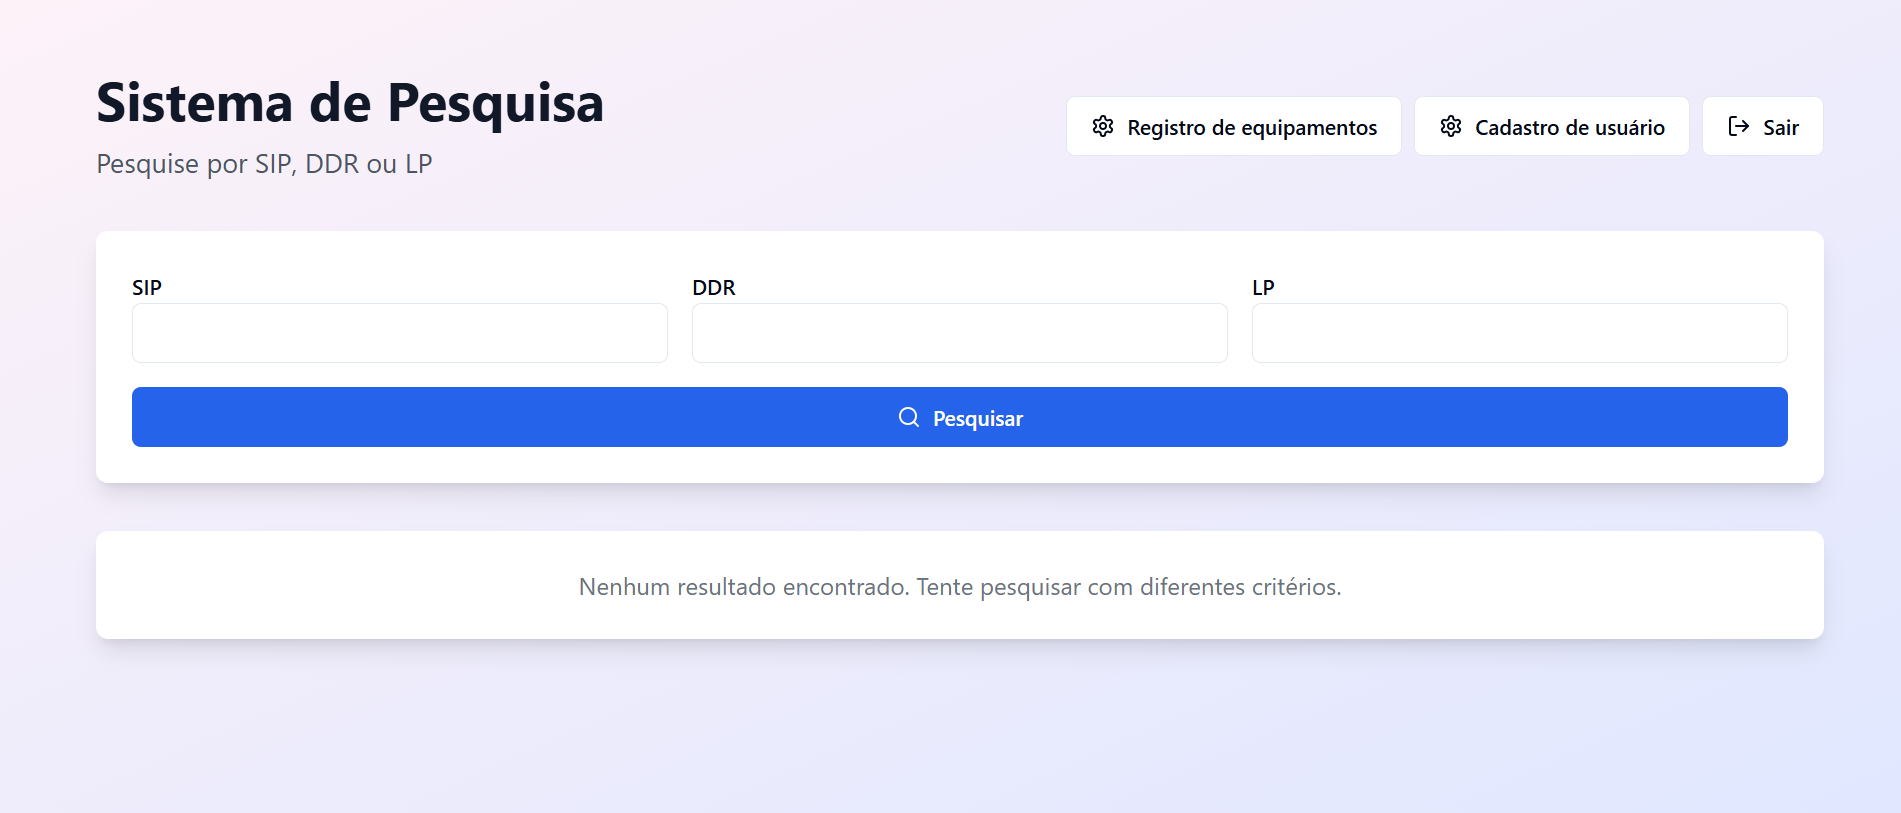 Sistema de Pesquisa
Pesquise por SIP, DDR ou LP
Registro de equipamentos
Cadastro de usuário
Sair
SIP
DDR
LP
Pesquisar
Nenhum resultado encontrado. Tente pesquisar com diferentes critérios.